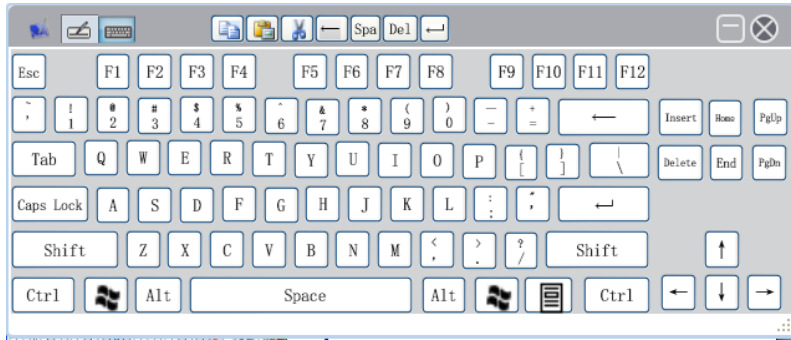 Spa Del
Esc F1 F2 F3 F4 F5 F6 F7 F8 F9 F10 F11 F12
~ ! @ # $ % ^ & * ( ) — +
, 1 2 3 4 5 6 7 8 9 0 - = ← Insert Home PgUp
Tab Q W E R T Y U I O P { [ } ] | \ Delete End PgDn
Caps Lock A S D F G H J K L : : " ,
Shift Z X C V B N M < , > . ? / Shift ↑
Ctrl Alt Space Alt Ctrl ← ↓ →